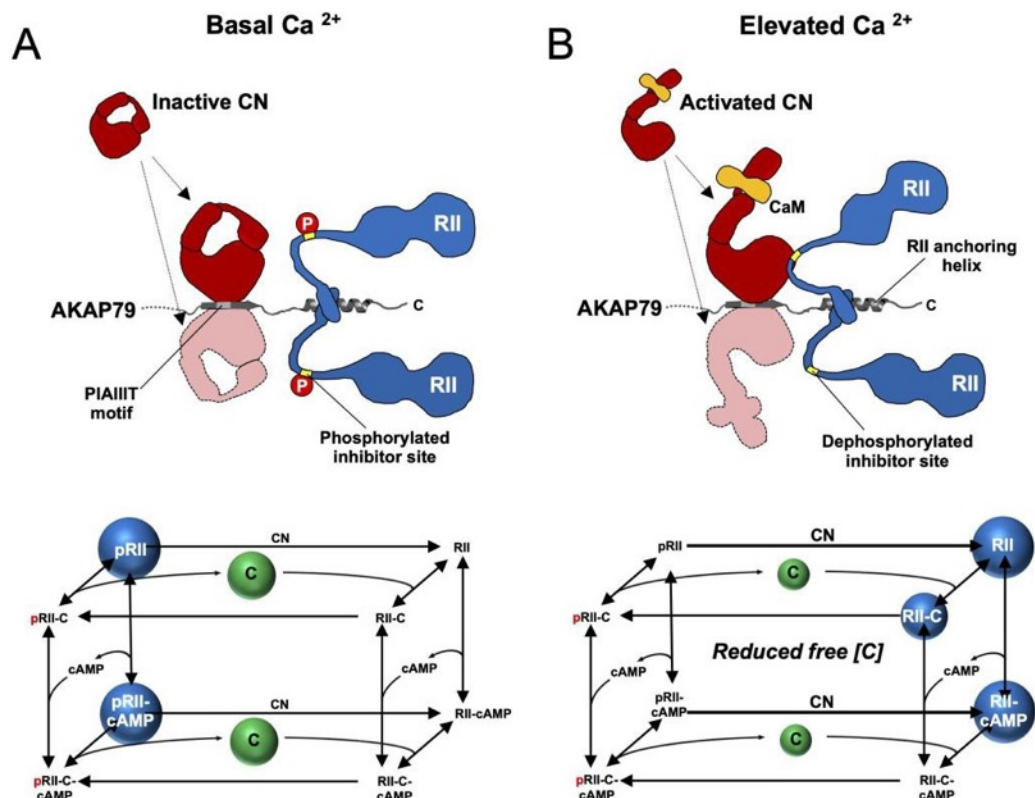 A
Basal Ca 2+
Inactive CN
P
RII
AKAP79
C
PIAIIIT
motif
P
RII
Phosphorylated
inhibitor site
pRII
CN
RII
C
pRII-C
RII-C
cAMP
cAMP
pRII-
cAMP
CN
RII-cAMP
C
pRII-C-
cAMP
RII-C-
cAMP
B
Elevated Ca 2+
Activated CN
CaM
RII
RII anchoring
helix
AKAP79
C
RII
Dephosphorylated
inhibitor site
pRII
CN
RII
C
pRII-C
RII-C
Reduced free [C]
cAMP
cAMP
pRII-
cAMP
CN
RII-
cAMP
C
pRII-C-
cAMP
RII-C-
cAMP